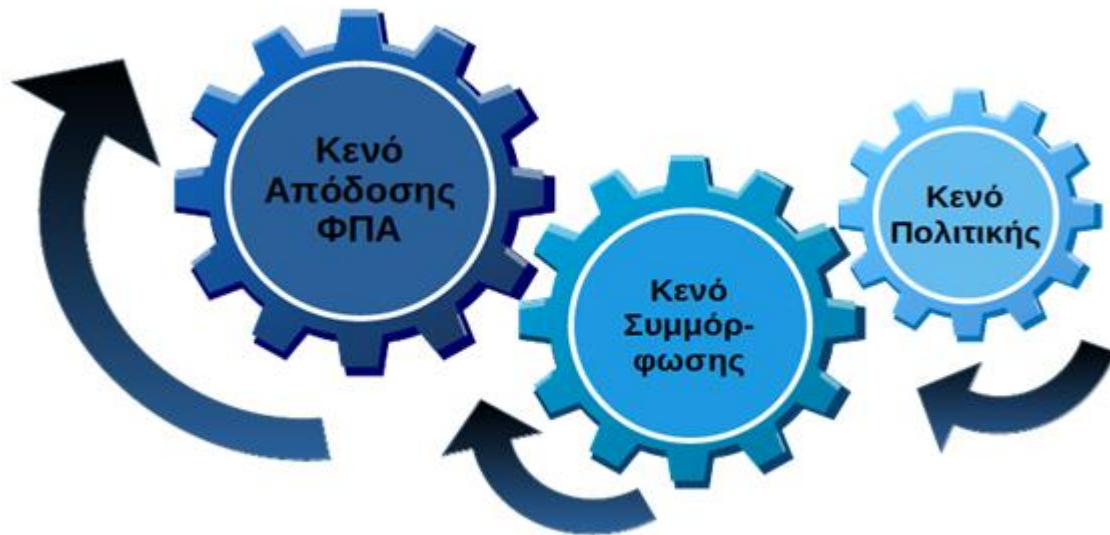 Κενό
Απόδοσης
ΦΠΑ
Κενό
Συμμόρ-
φωσης
Κενό
Πολιτικής